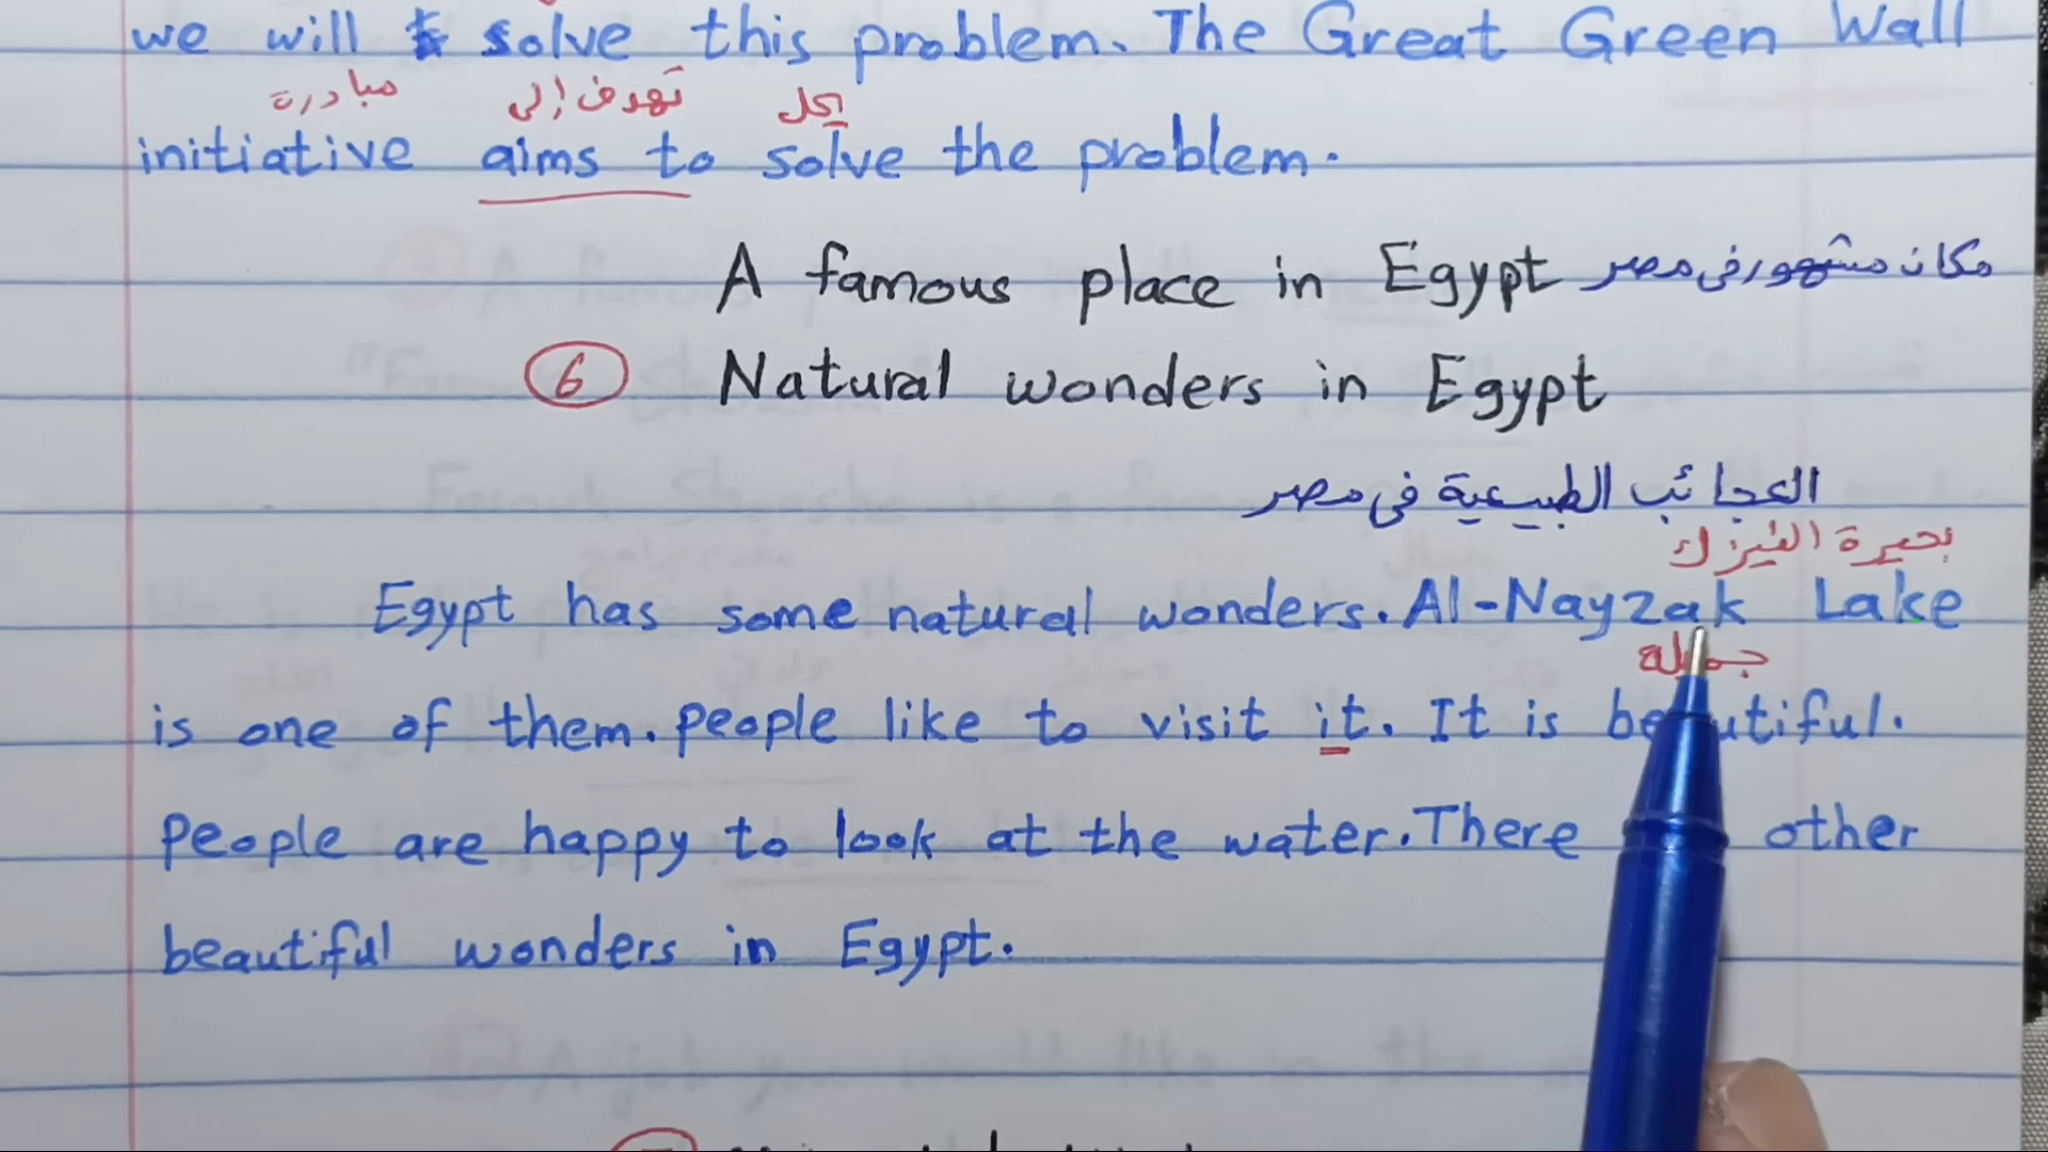 we will solve this problem. The Great Green Wall
مبادرة تهدف إلى يحل
initiative aims to solve the problem.
A famous place in Egypt مكان مشهور في مصر
6 Natural wonders in Egypt
العجائب الطبيعية في مصر
بحيرة النيزك
Egypt has some natural wonders. Al-Nayzak Lake
is one of them. people like to visit it. It is beautiful.
People are happy to look at the water. There other
beautiful wonders in Egypt.